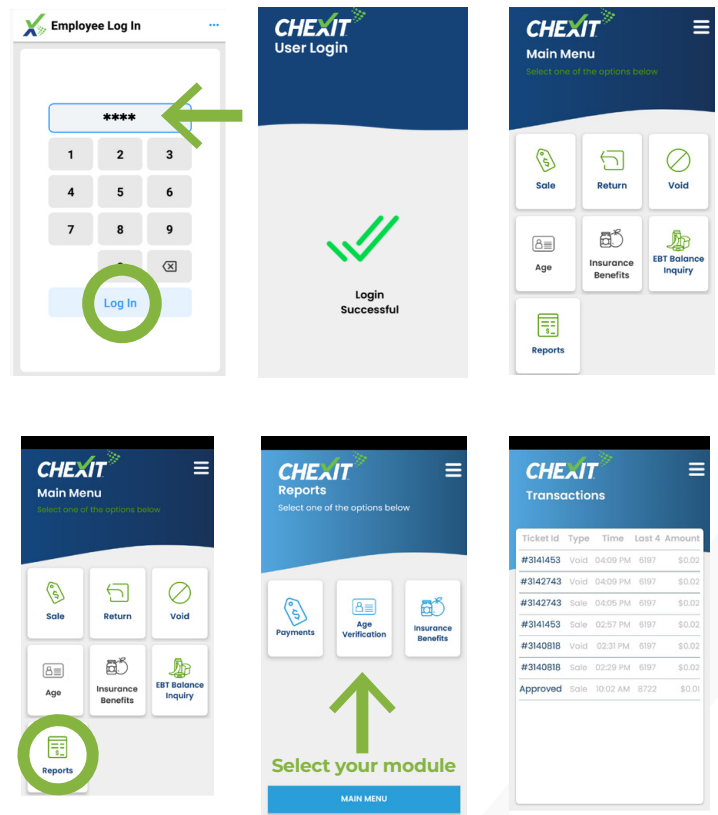 Employee Log In
...
****
1 2 3
4 5 6
7 8 9
Log In
CHEXIT
User Login
Login
Successful
CHEXIT
Main Menu
Select one of the options below
Sale Return Void
Age Insurance Benefits EBT Balance Inquiry
Reports
CHEXIT
Main Menu
Select one of the options below
Sale Return Void
Age Insurance Benefits EBT Balance Inquiry
Reports
CHEXIT
Reports
Select one of the options below
Payments Age Verification Insurance Benefits
Select your module
MAIN MENU
CHEXIT
Transactions
Ticket Id Type Time Last 4 Amount
#3141453 Void 04:09 PM 6197 $0.02
#3142743 Void 04:09 PM 6197 $0.02
#3142743 Sale 04:05 PM 6197 $0.02
#3141453 Sale 02:57 PM 6197 $0.02
#3140818 Void 02:31 PM 6197 $0.02
#3140818 Sale 02:29 PM 6197 $0.02
Approved Sale 10:02 AM 8722 $0.01